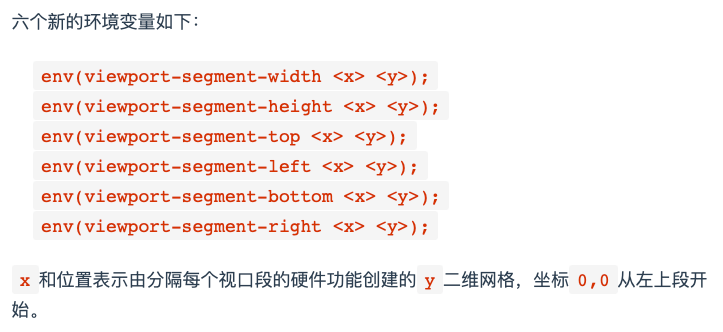 六个新的环境变量如下：
env(viewport-segment-width <x> <y>);
env(viewport-segment-height <x> <y>);
env(viewport-segment-top <x> <y>);
env(viewport-segment-left <x> <y>);
env(viewport-segment-bottom <x> <y>);
env(viewport-segment-right <x> <y>);
x 和位置表示由分隔每个视口段的硬件功能创建的 y 二维网格，坐标 0,0 从左上段开
始。